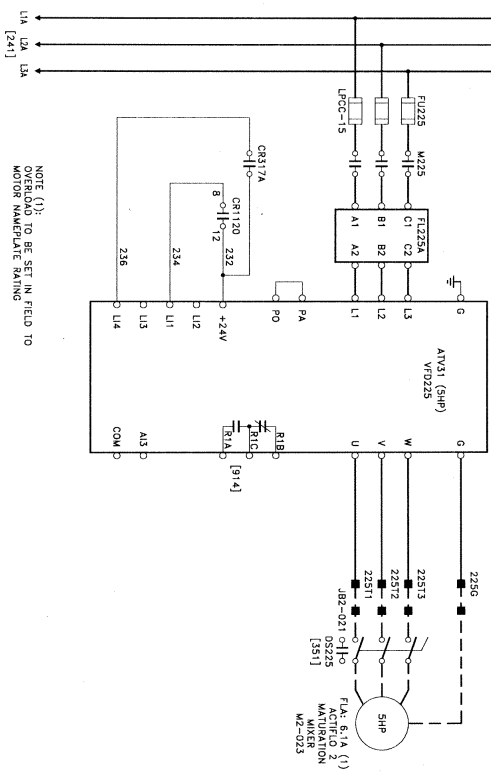 L1A
L2A
[241]
L3A
LPCC-15
FU225
M225
CR317A
CR1120
8
12
A1
B1
C1
FL225A
A2
B2
C2
236
234
232
NOTE (1):
OVERLOAD TO BE SET IN FIELD TO
MOTOR NAMEPLATE RATING
LI4
LI3
LI1
LI2
+24V
PO
PA
L1
L2
L3
G
ATV31 (5HP)
VFD225
COM
AI3
R1A
R1C
R1B
[914]
U
V
W
G
225T1
225T2
225T3
225G
JB2-021
DS225
[351]
5HP
FLA: 6.1A (1)
ACTIFLO 2
MATURATION
MIXER
M2-023